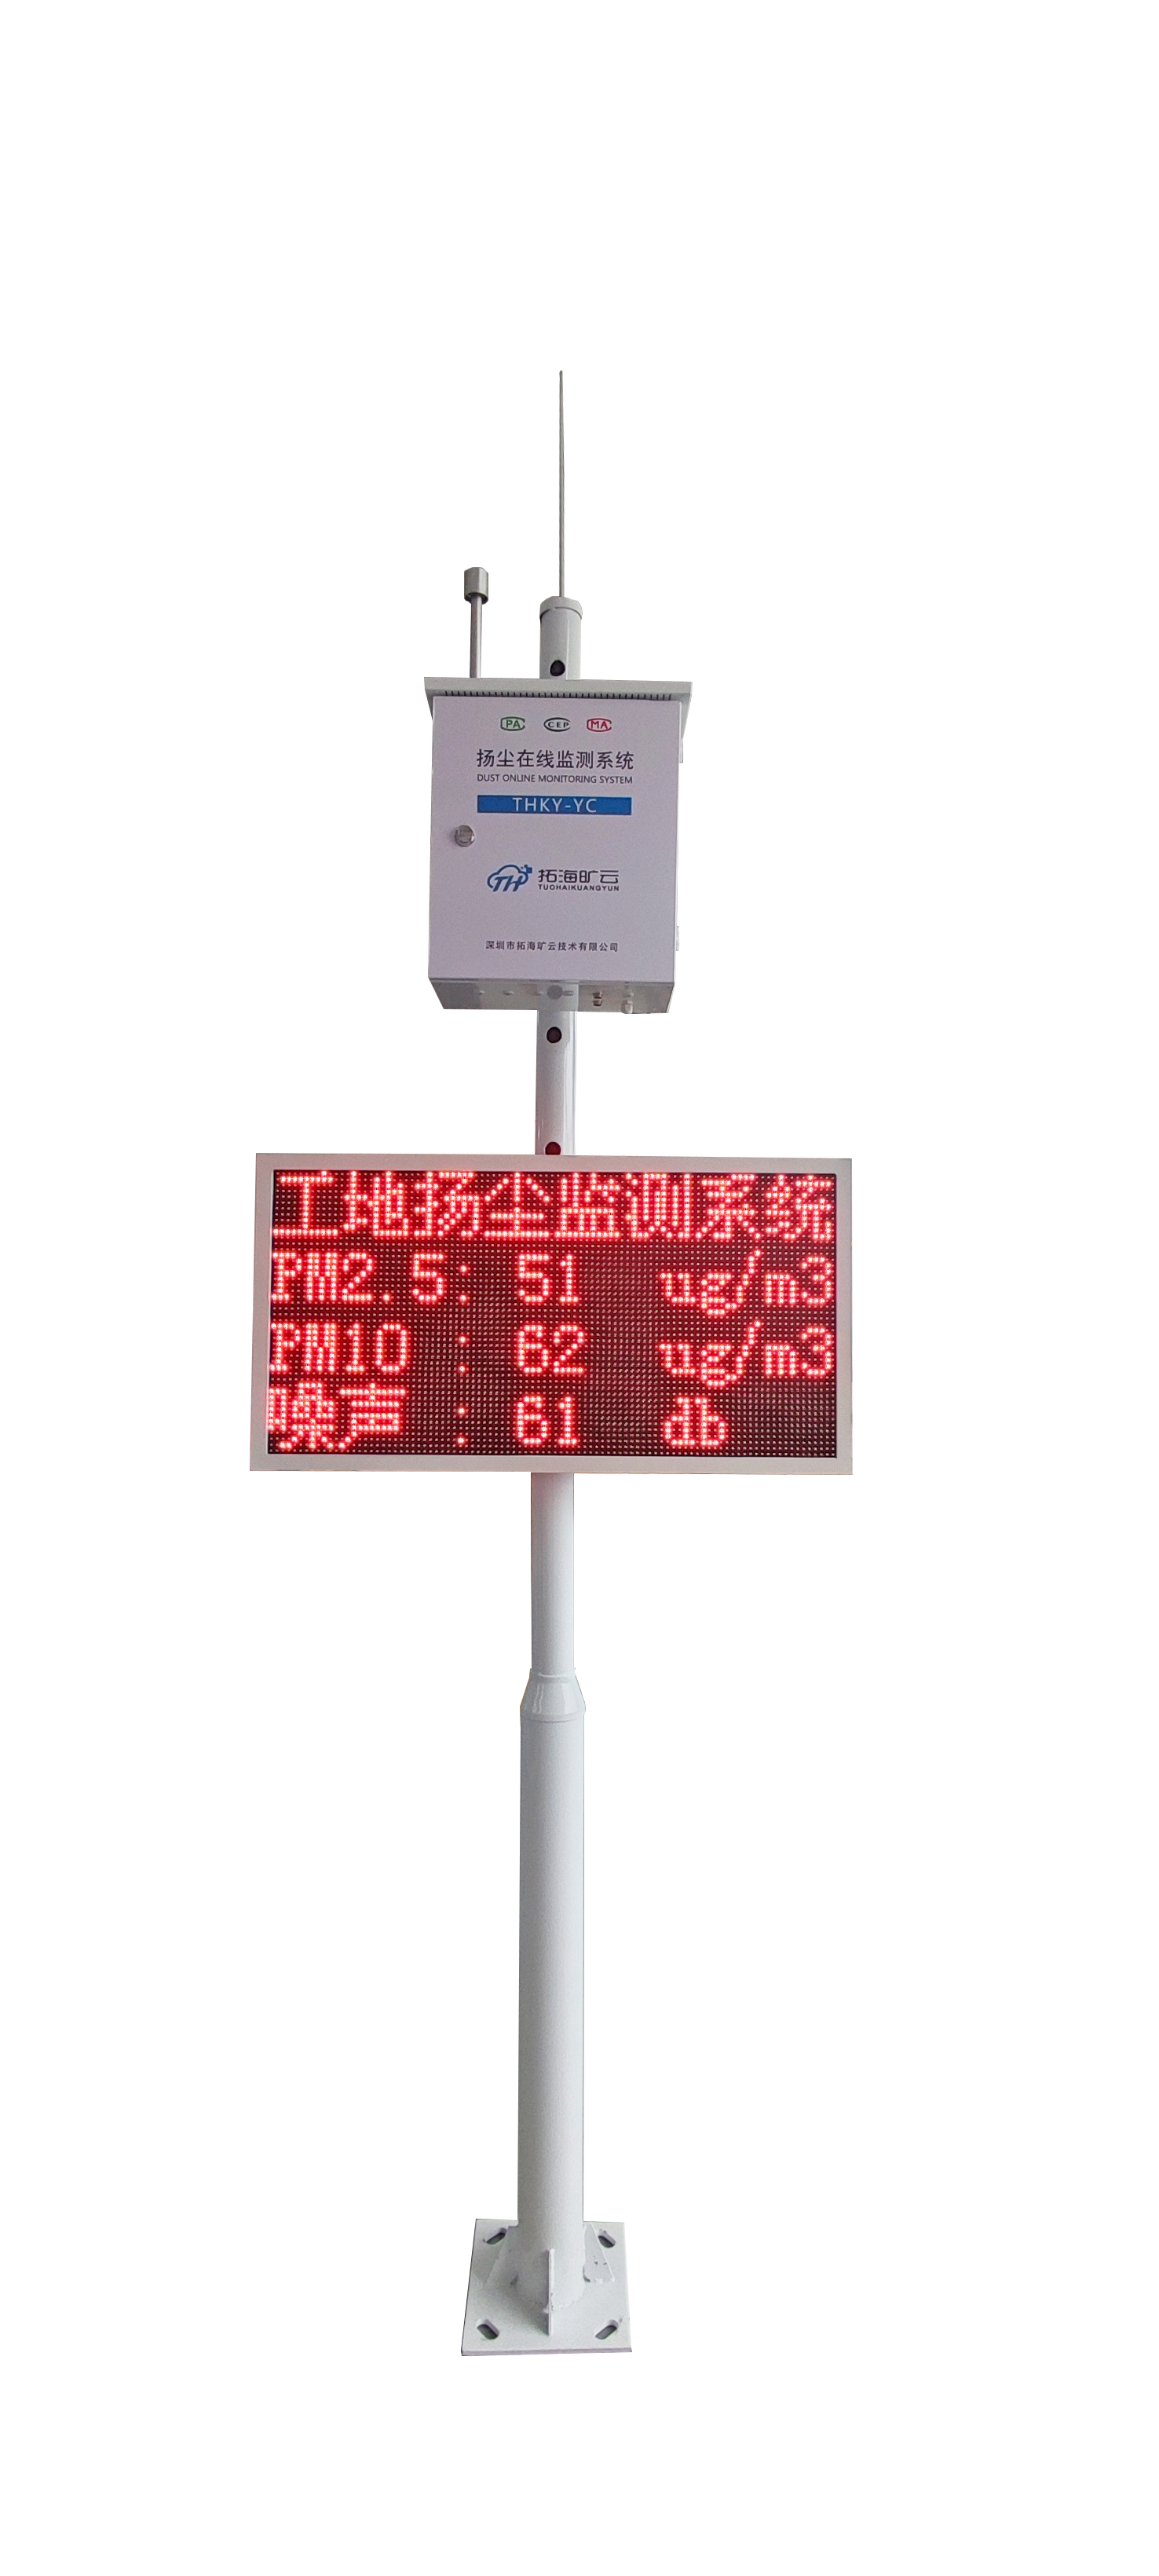 PA CEP MA
扬尘在线监测系统
DUST ONLINE MONITORING SYSTEM
THKY-YC
TH 拓海旷云
TUOHAIKUANGYUN
深圳市拓海旷云技术有限公司
工地扬尘监测系统
PM2.5: 51 ug/m3
PM10 : 62 ug/m3
噪声 : 61 db